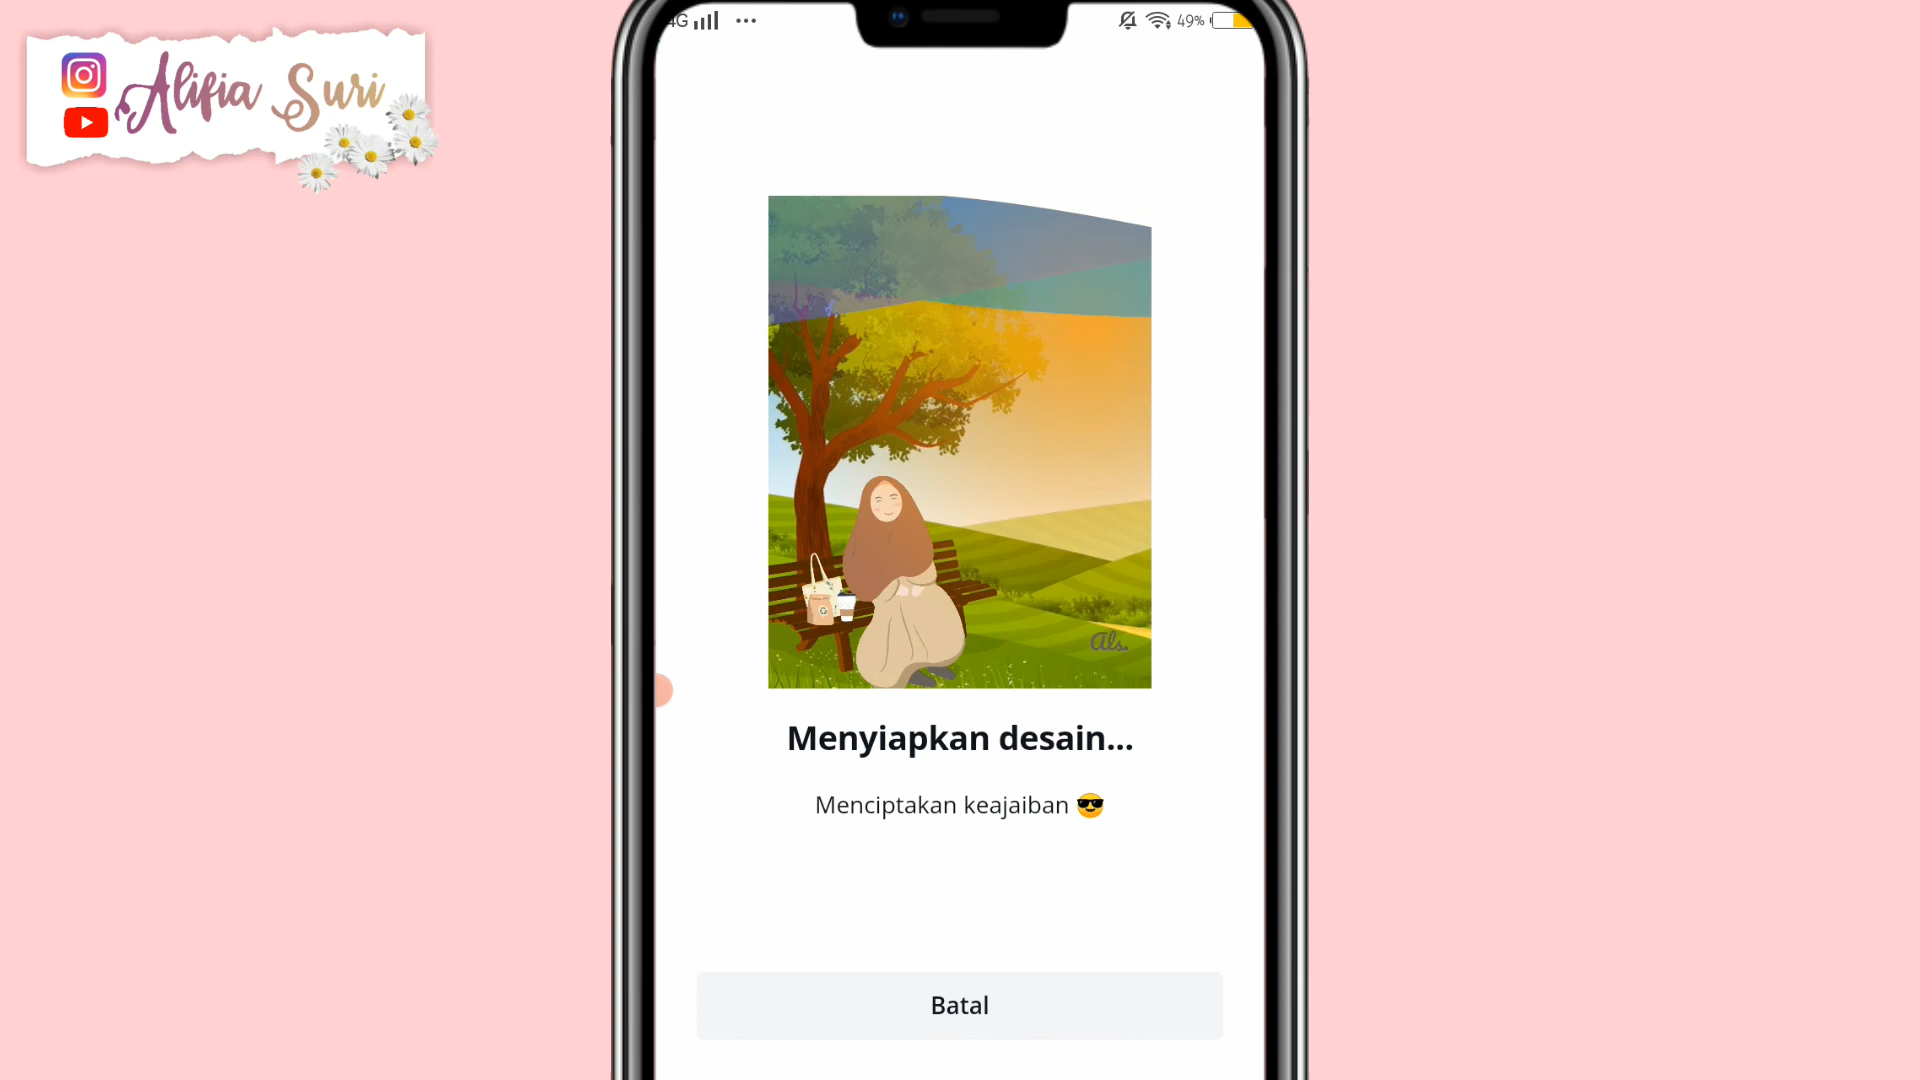 Alifia Suri
4G
49%
als.
Menyiapkan desain...
Menciptakan keajaiban 😎
Batal